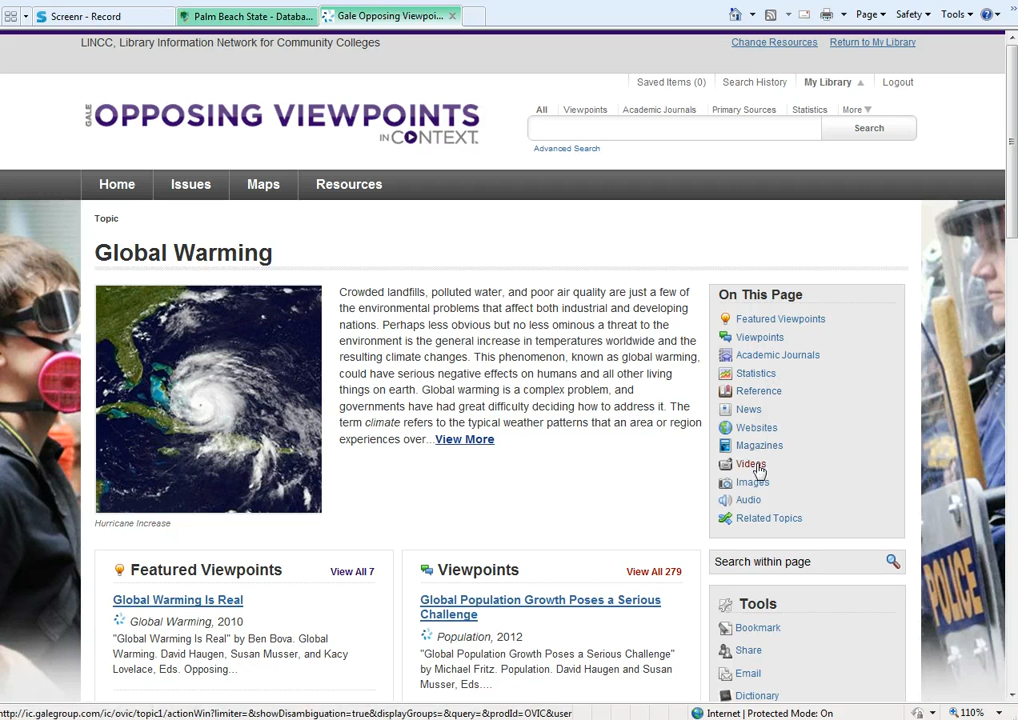 Screenr - Record
Palm Beach State - Databa...
Gale Opposing Viewpoi...
Page
Safety
Tools
LINCC, Library Information Network for Community Colleges
Change Resources
Return to My Library
Saved Items (0)
Search History
My Library
Logout
GALE
OPPOSING VIEWPOINTS
IN CONTEXT
All
Viewpoints
Academic Journals
Primary Sources
Statistics
More
Search
Advanced Search
Home
Issues
Maps
Resources
Topic
Global Warming
Crowded landfills, polluted water, and poor air quality are just a few of
the environmental problems that affect both industrial and developing
nations. Perhaps less obvious but no less ominous a threat to the
environment is the general increase in temperatures worldwide and the
resulting climate changes. This phenomenon, known as global warming,
could have serious negative effects on humans and all other living
things on earth. Global warming is a complex problem, and
governments have had great difficulty deciding how to address it. The
term climate refers to the typical weather patterns that an area or region
experiences over...View More
Hurricane Increase
On This Page
Featured Viewpoints
Viewpoints
Academic Journals
Statistics
Reference
News
Websites
Magazines
Videos
Images
Audio
Related Topics
Featured Viewpoints
View All 7
Global Warming Is Real
Global Warming, 2010
"Global Warming Is Real" by Ben Bova. Global
Warming. David Haugen, Susan Musser, and Kacy
Lovelace, Eds. Opposing...
Viewpoints
View All 279
Global Population Growth Poses a Serious
Challenge
Population, 2012
"Global Population Growth Poses a Serious Challenge"
by Michael Fritz. Population. David Haugen and Susan
Musser, Eds....
Search within page
Tools
Bookmark
Share
Email
Dictionary
POLICE
http://ic.galegroup.com/ic/ovic/topic1/actionWin?limiter=&showDisambiguation=true&displayGroups=&query=&prodId=OVIC&user
Internet | Protected Mode: On
110%